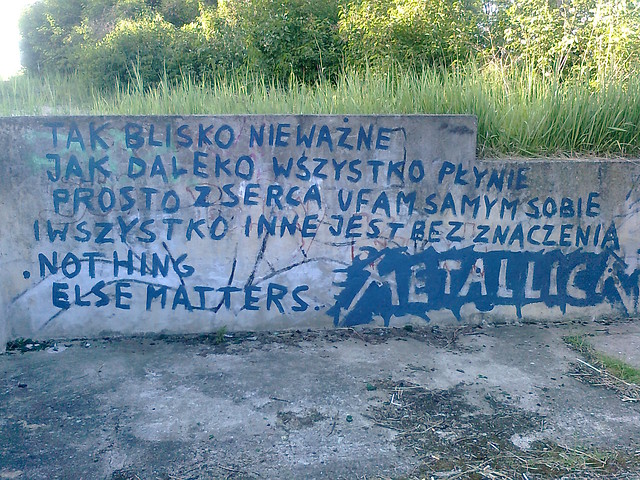 TAK BLISKO NIEWAŻNE
JAK DALEKO WSZYSTKO PŁYNIE
PROSTO Z SERCA UFAM SAMYM SOBIE
I WSZYSTKO INNE JEST BEZ ZNACZENIA
.NOTHING
ELSE MATTERS.
METALLICA